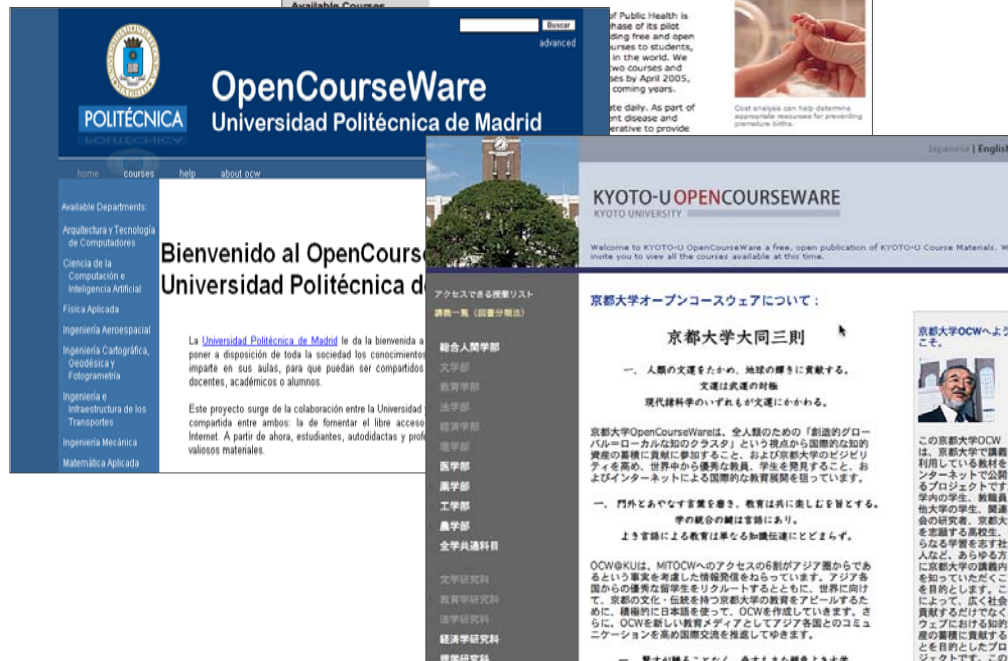 Available Courses
Buscar
advanced
OpenCourseWare
Universidad Politécnica de Madrid
POLITÉCNICA
home courses help about ocw
Available Departments:
Arquitectura y Tecnología
de Computadores
Ciencia de la
Computación e
Inteligencia Artificial
Física Aplicada
Ingeniería Aeroespacial
Ingeniería Cartográfica,
Geodésica y
Fotogrametría
Ingeniería e
Infraestructura de los
Transportes
Ingeniería Mecánica
Matemática Aplicada
Bienvenido al OpenCourse
Universidad Politécnica d
La Universidad Politécnica de Madrid le da la bienvenida a
poner a disposición de toda la sociedad los conocimientos
imparte en sus aulas, para que puedan ser compartidos
docentes, académicos o alumnos.
Este proyecto surge de la colaboración entre la Universidad
compartida entre ambos: la de fomentar el libre acceso
Internet. A partir de ahora, estudiantes, autodidactas y prof
valiosos materiales.
of Public Health is
phase of its pilot
ding free and open
urses to students,
in the world. We
two courses and
ses by April 2005,
coming years.
ate daily. As part of
nt disease and
erative to provide
Cost analysis can help determine
appropriate resources for preventing
premature births.
Japanese | English
KYOTO-U OPENCOURSEWARE
KYOTO UNIVERSITY
Welcome to KYOTO-U OpenCourseWare a free, open publication of KYOTO-U Course Materials. W
invite you to view all the courses available at this time.
アクセスできる授業リスト
講義一覧（図書分類法）
総合人間学部
文学部
教育学部
法学部
経済学部
理学部
医学部
薬学部
工学部
農学部
全学共通科目
文学研究科
教育学研究科
法学研究科
経済学研究科
理学研究科
京都大学オープンコースウェアについて：
京都大学大同三則
一、 人類の文運をたかめ、地球の輝きに貢献する。
文運は武運の対極
現代諸科学のいずれもが文運にかかわる。
京都大学OpenCourseWareは、全人類のための「創造的グロー
バル＝ローカルな知のクラスタ」という視点から国際的な知的
資産の蓄積に貢献に参加すること、および京都大学のビジビリ
ティを高め、世界中から優秀な教員、学生を発見すること、お
よびインターネットによる国際的な教育展開を狙っています。
一、 門外とあやなす言葉を磨き、教育は共に楽しむを旨とする。
学の統合の鍵は言語にあり。
よき言語による教育は単なる知識伝達にとどまらず。
OCW@KUは、MITOCWへのアクセスの6割がアジア圏からであ
るという事実を考慮した情報発信をねらっています。アジア各
国からの優秀な留学生をリクルートするとともに、世界に向け
て、京都の文化・伝統を持つ京都大学の教育をアピールするた
めに、積極的に日本語を使って、OCWを作成していきます。さ
らに、OCWを新しい教育メディアとしてアジア各国とのコミュ
ニケーションを高め国際交流を推進してゆきます。
京都大学OCWへよう
こそ。
この京都大学OCW
は、京都大学で講義
利用している教材を
ンターネットで公開
るプロジェクトです
学内の学生、教職員
他大学の学生、関連
会の研究者、京都大
を志願する高校生、
らなる学習を志す社
人など、あらゆる方
に京都大学の講義内
を知っていただくこ
を目的とします。こ
によって、広く社会
貢献するだけでなく
ウェブにおける知的
産の蓄積に貢献する
とを目的としたプロ
ジェクトです。この